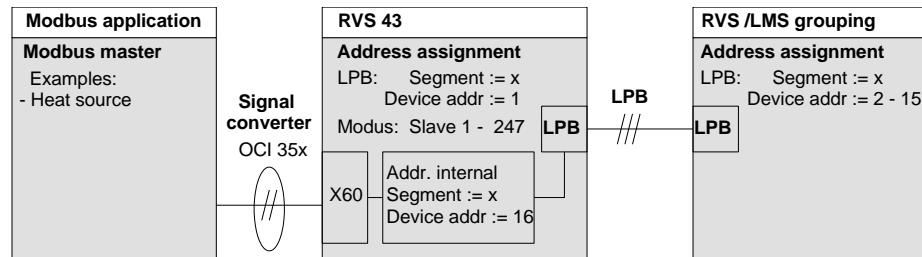 Modbus application
Modbus master
Examples:
- Heat source
Signal
converter
OCI 35x
RVS 43
Address assignment
LPB: Segment := x
Device addr := 1
Modus: Slave 1 - 247
LPB
X60
Addr. internal
Segment := x
Device addr := 16
LPB
RVS /LMS grouping
Address assignment
LPB: Segment := x
Device addr := 2 - 15
LPB